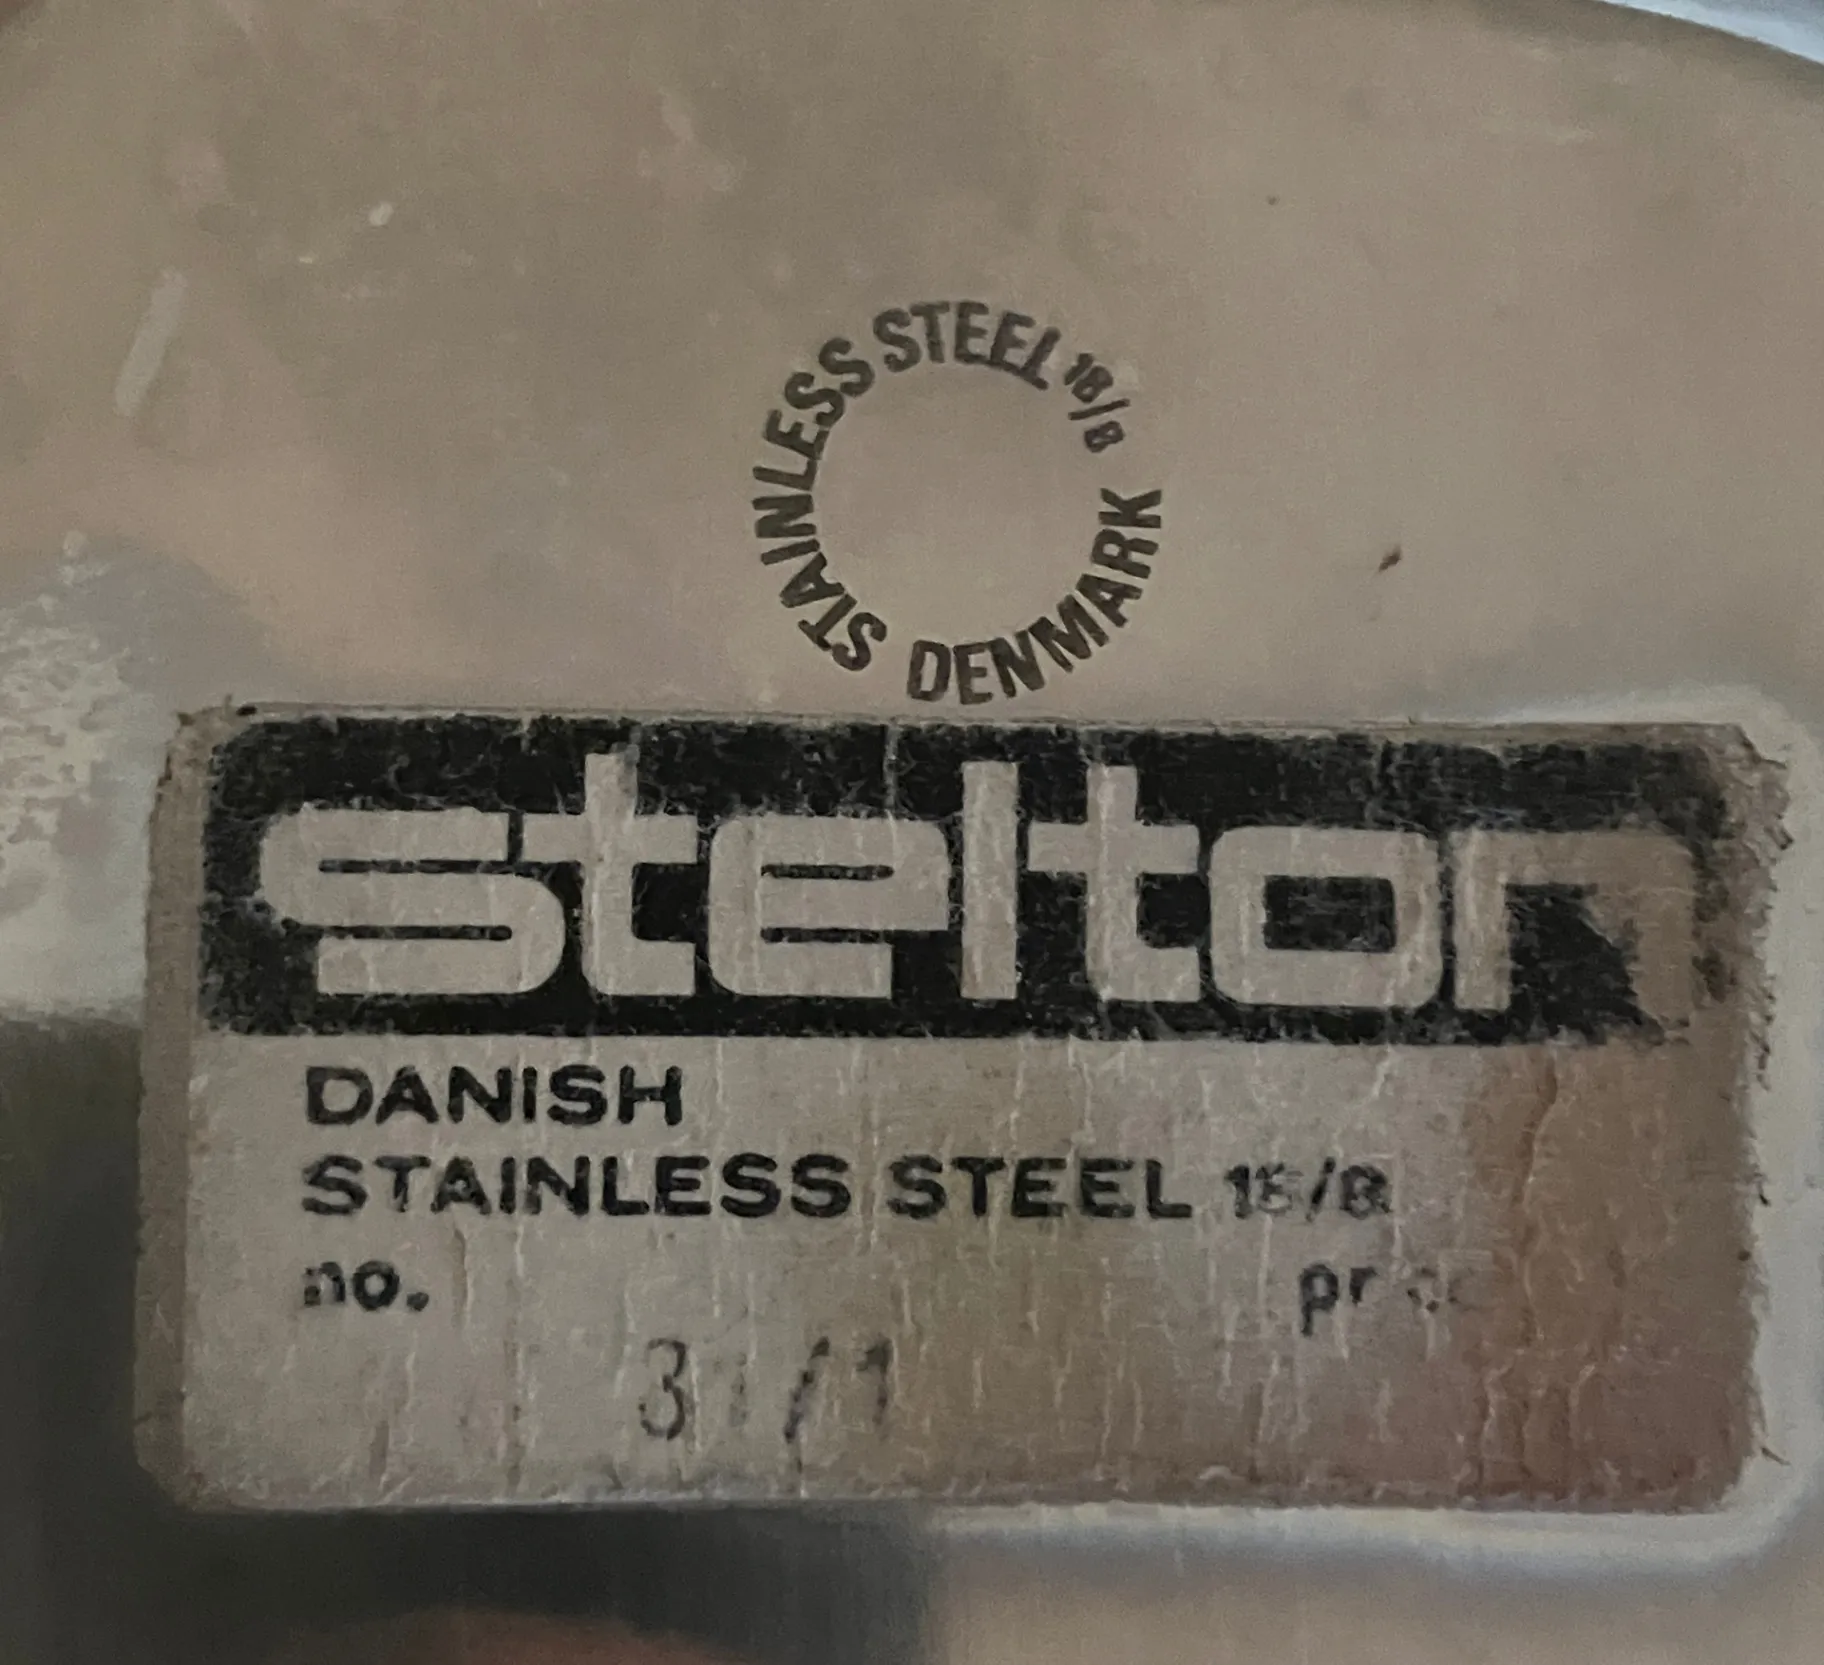 STAINLESS STEEL 18/8
DENMARK
stelton
DANISH
STAINLESS STEEL 18/8
no.